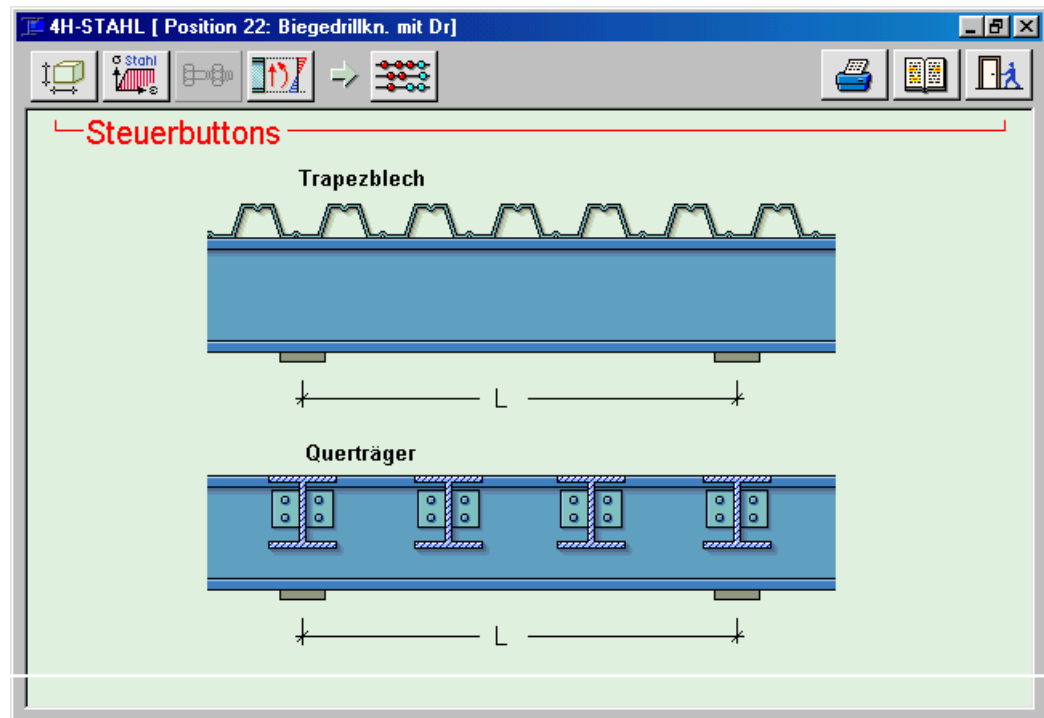 4H-STAHL [ Position 22: Biegedrillkn. mit Dr]
σ Stahl
ε
Steuerbuttons
Trapezblech
L
Querträger
L